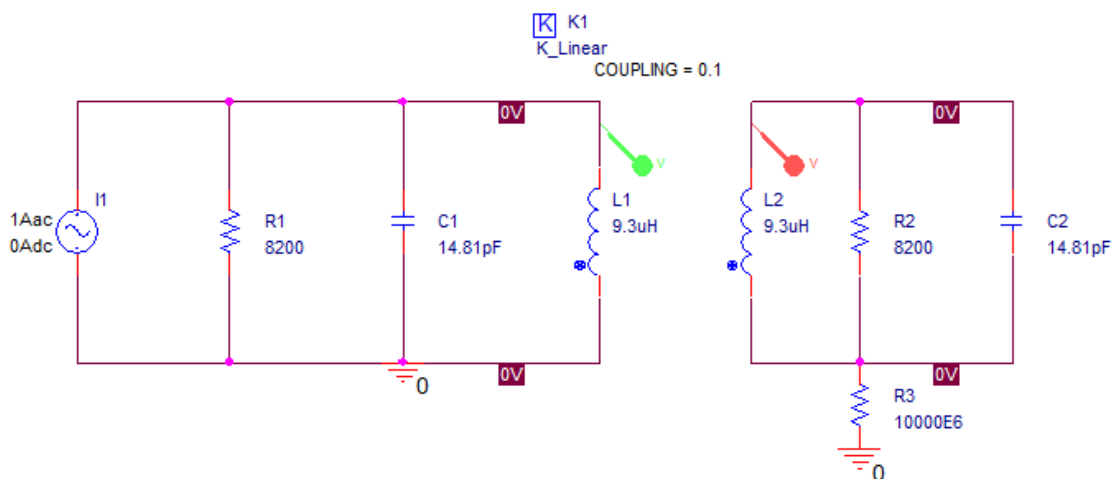 K K1
K_Linear
COUPLING = 0.1
0V
0V
I1
1Aac
0Adc
R1
8200
C1
14.81pF
L1
9.3uH
V
V
L2
9.3uH
R2
8200
C2
14.81pF
0V
0
0V
R3
10000E6
0